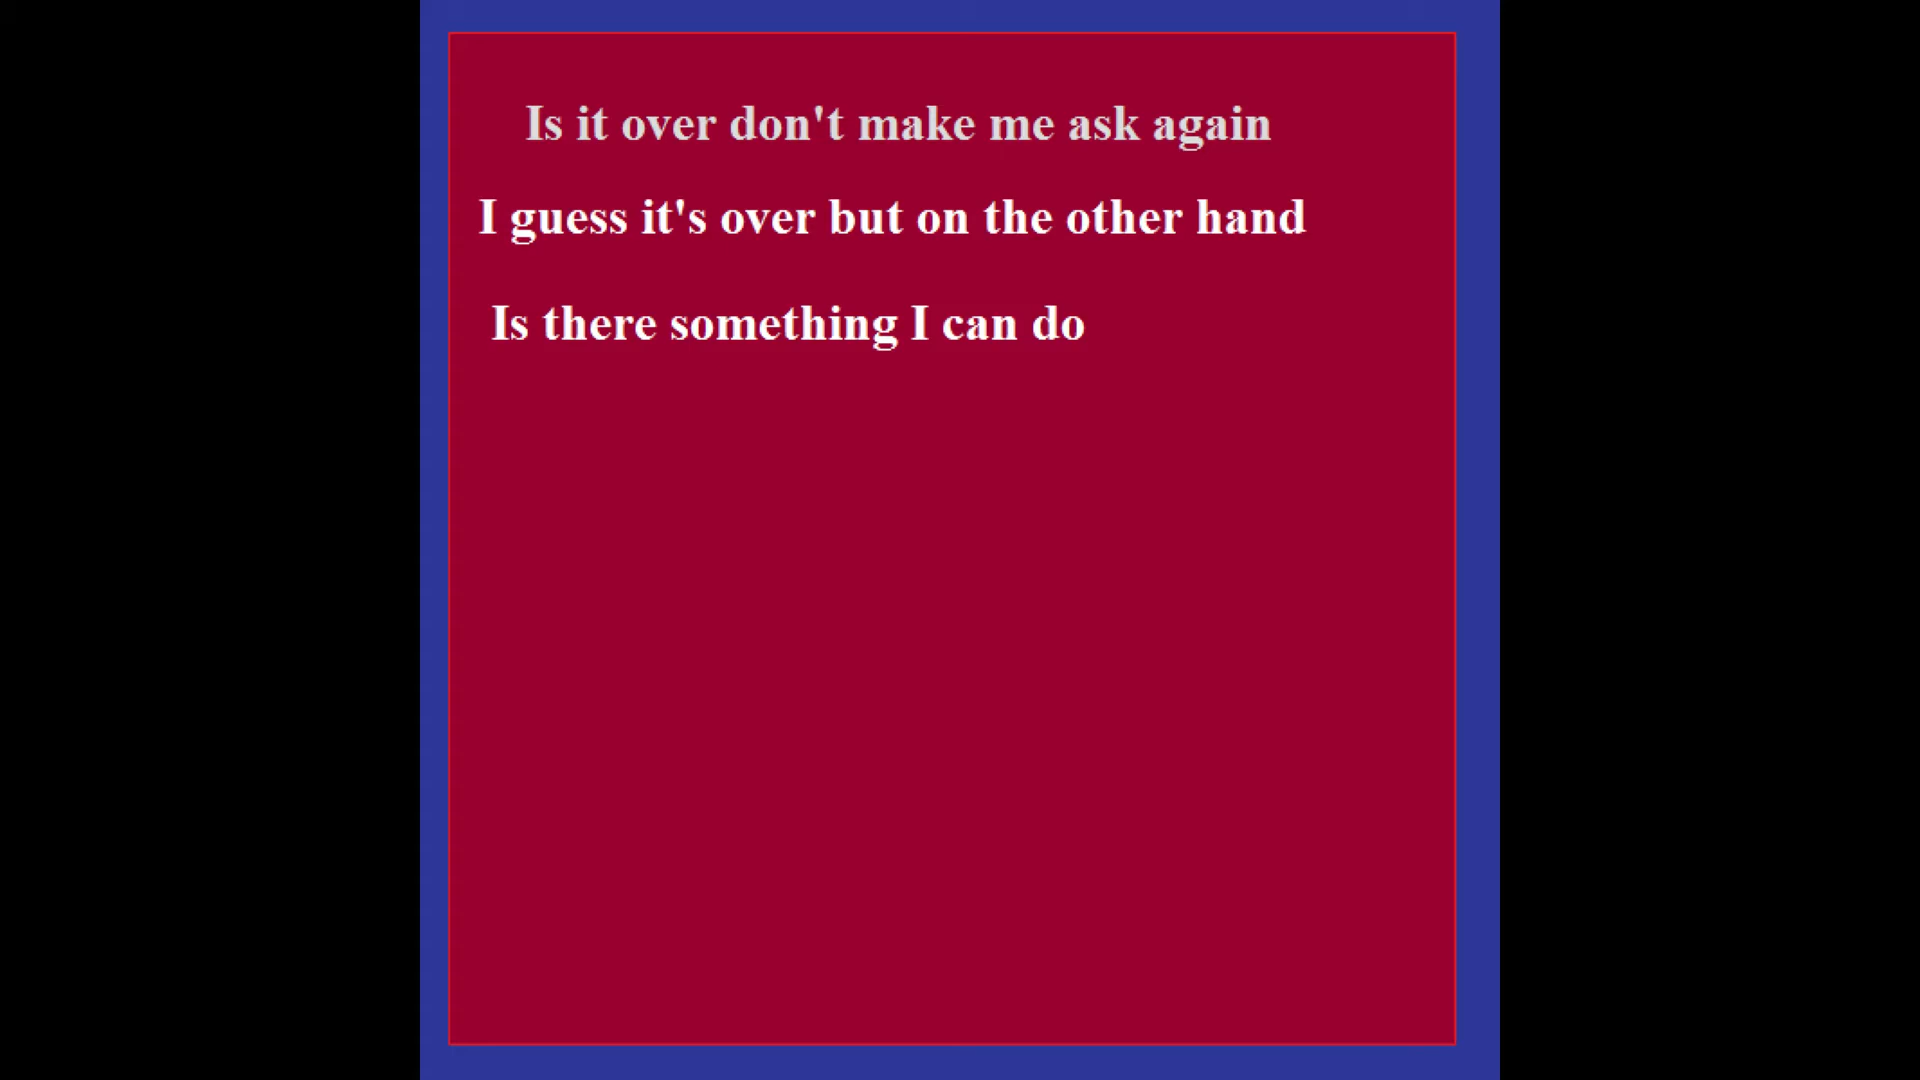 Is it over don't make me ask again
I guess it's over but on the other hand
Is there something I can do